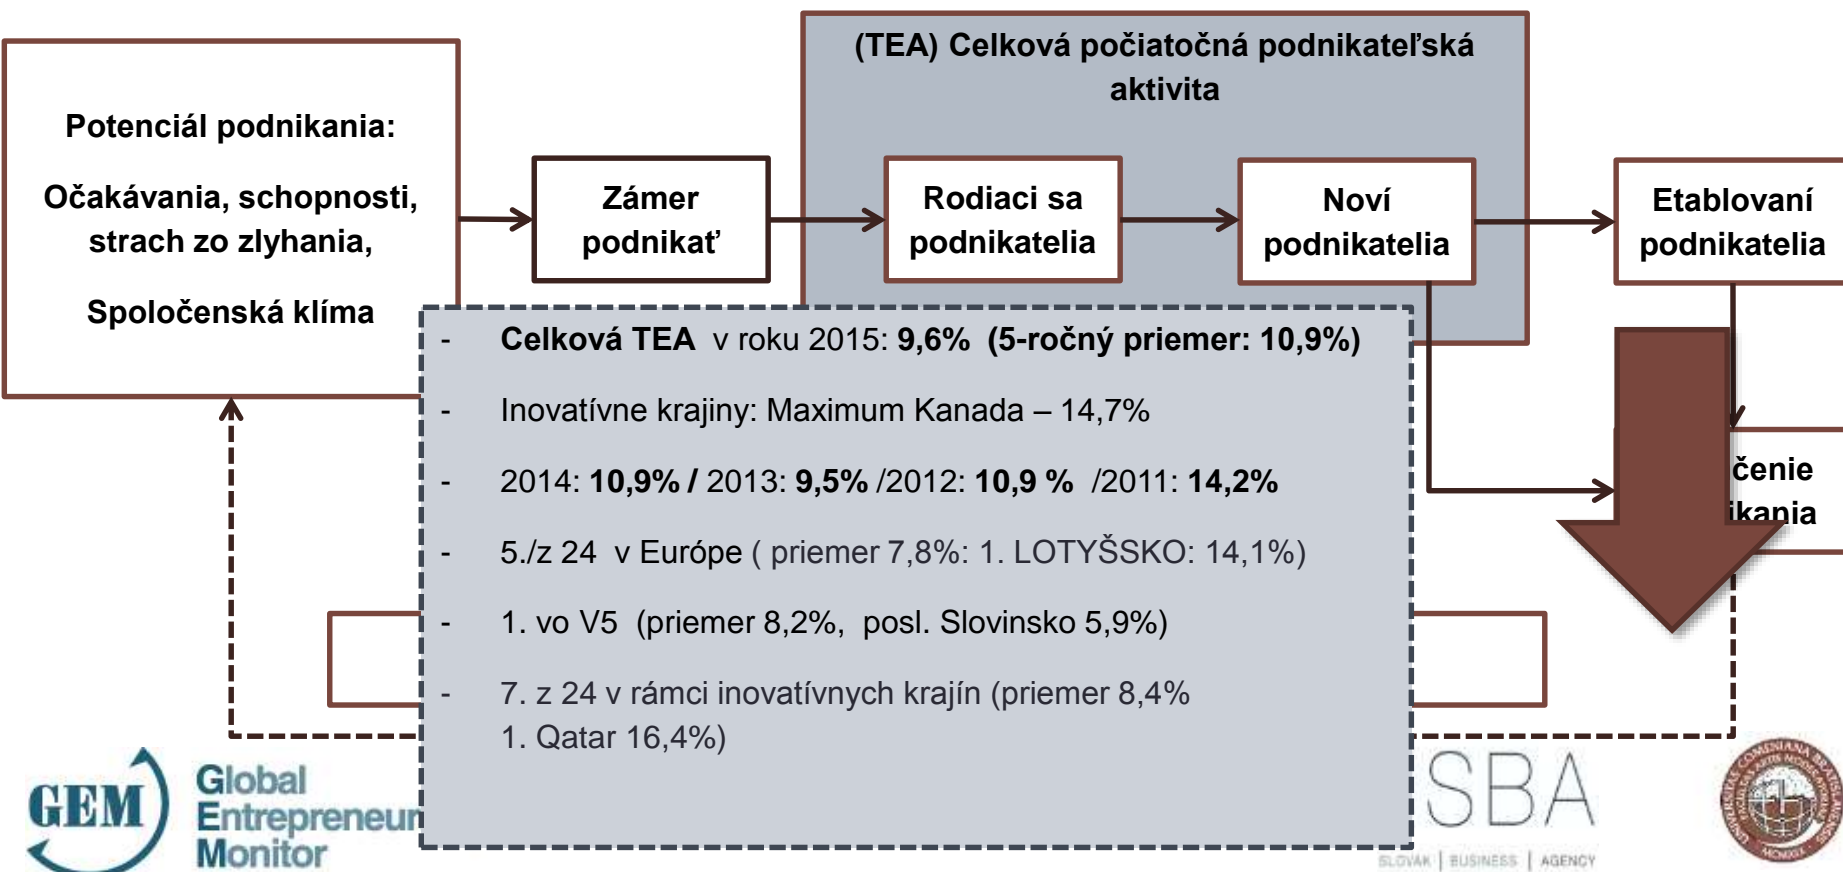 (TEA) Celková počiatočná podnikateľská
aktivita
Potenciál podnikania:
Očakávania, schopnosti,
strach zo zlyhania,
Spoločenská klíma
Zámer
podnikať
Rodiaci sa
podnikatelia
Noví
podnikatelia
Etablovaní
podnikatelia
čenie
ikania
- Celková TEA v roku 2015: 9,6% (5-ročný priemer: 10,9%)
- Inovatívne krajiny: Maximum Kanada – 14,7%
- 2014: 10,9% / 2013: 9,5% /2012: 10,9 % /2011: 14,2%
- 5./z 24 v Európe ( priemer 7,8%: 1. LOTYŠSKO: 14,1%)
- 1. vo V5 (priemer 8,2%, posl. Slovinsko 5,9%)
- 7. z 24 v rámci inovatívnych krajín (priemer 8,4%
1. Qatar 16,4%)
GEM
Global
Entrepreneur
Monitor
SBA
SLOVAK | BUSINESS | AGENCY